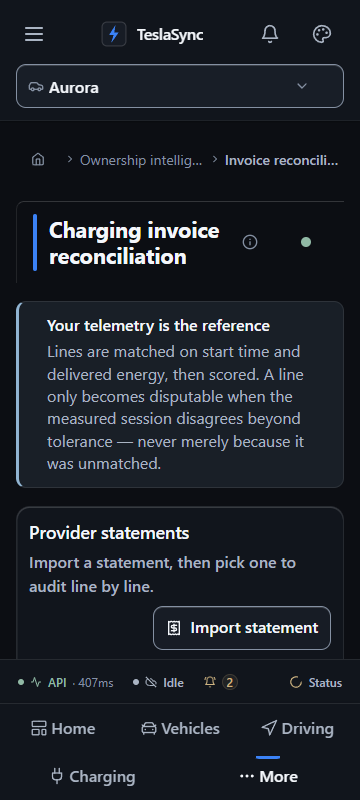 TeslaSync
Aurora
Ownership intellig... Invoice reconcili...
Charging invoice
reconciliation
Your telemetry is the reference
Lines are matched on start time and
delivered energy, then scored. A line
only becomes disputable when the
measured session disagrees beyond
tolerance — never merely because it
was unmatched.
Provider statements
Import a statement, then pick one to
audit line by line.
Import statement
API · 407ms Idle 2 Status
Home Vehicles Driving
Charging More